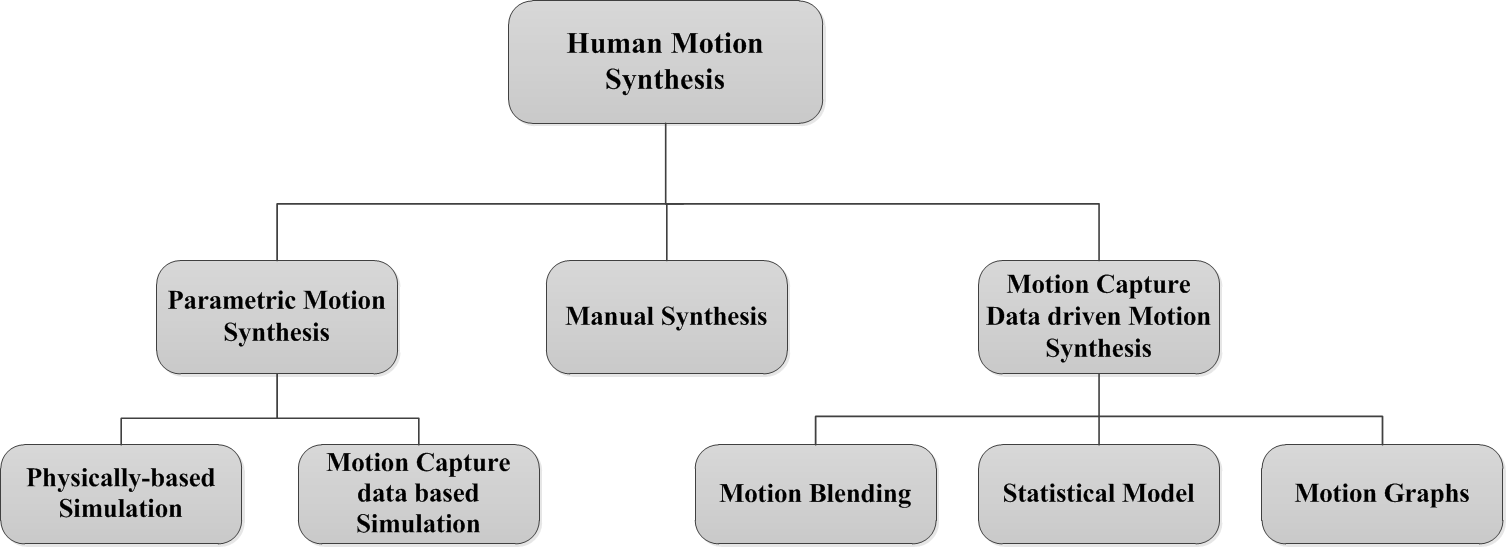 Human Motion
Synthesis
Parametric Motion
Synthesis
Manual Synthesis
Motion Capture
Data driven Motion
Synthesis
Physically-based
Simulation
Motion Capture
data based
Simulation
Motion Blending
Statistical Model
Motion Graphs